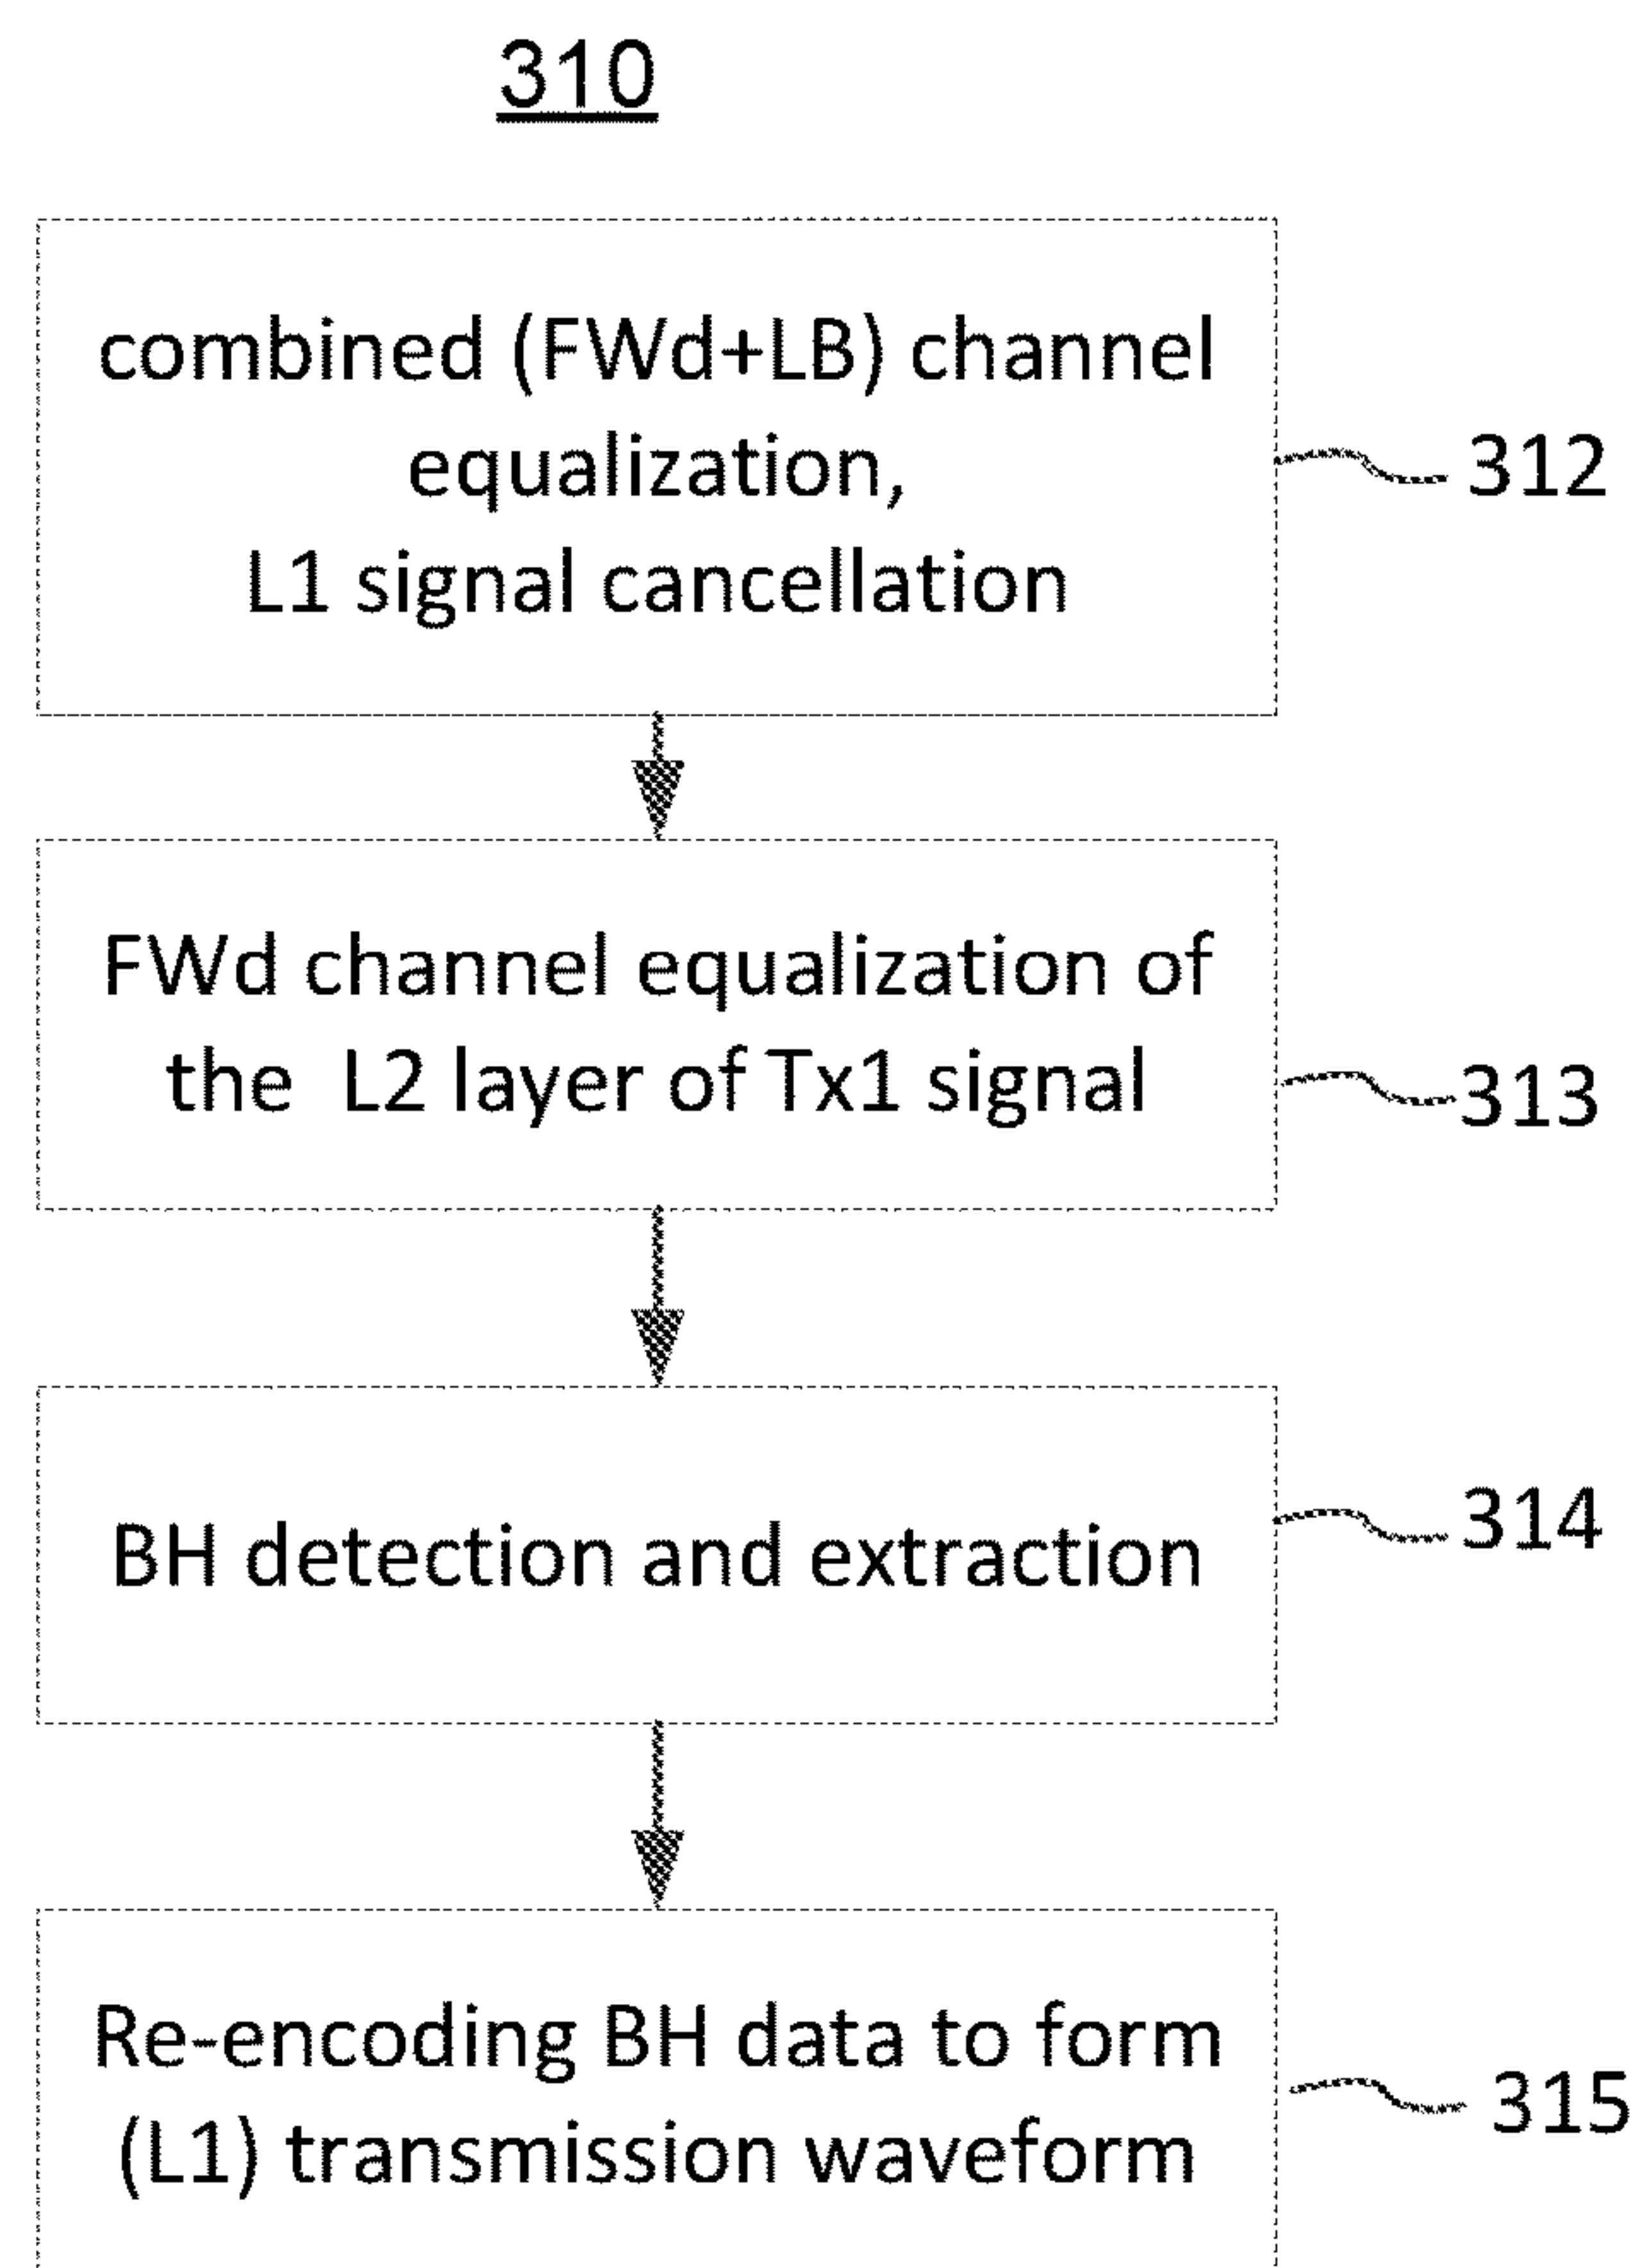 310
combined (FWd+LB) channel
equalization,
L1 signal cancellation
312
FWd channel equalization of
the L2 layer of Tx1 signal
313
BH detection and extraction
314
Re-encoding BH data to form
(L1) transmission waveform
315